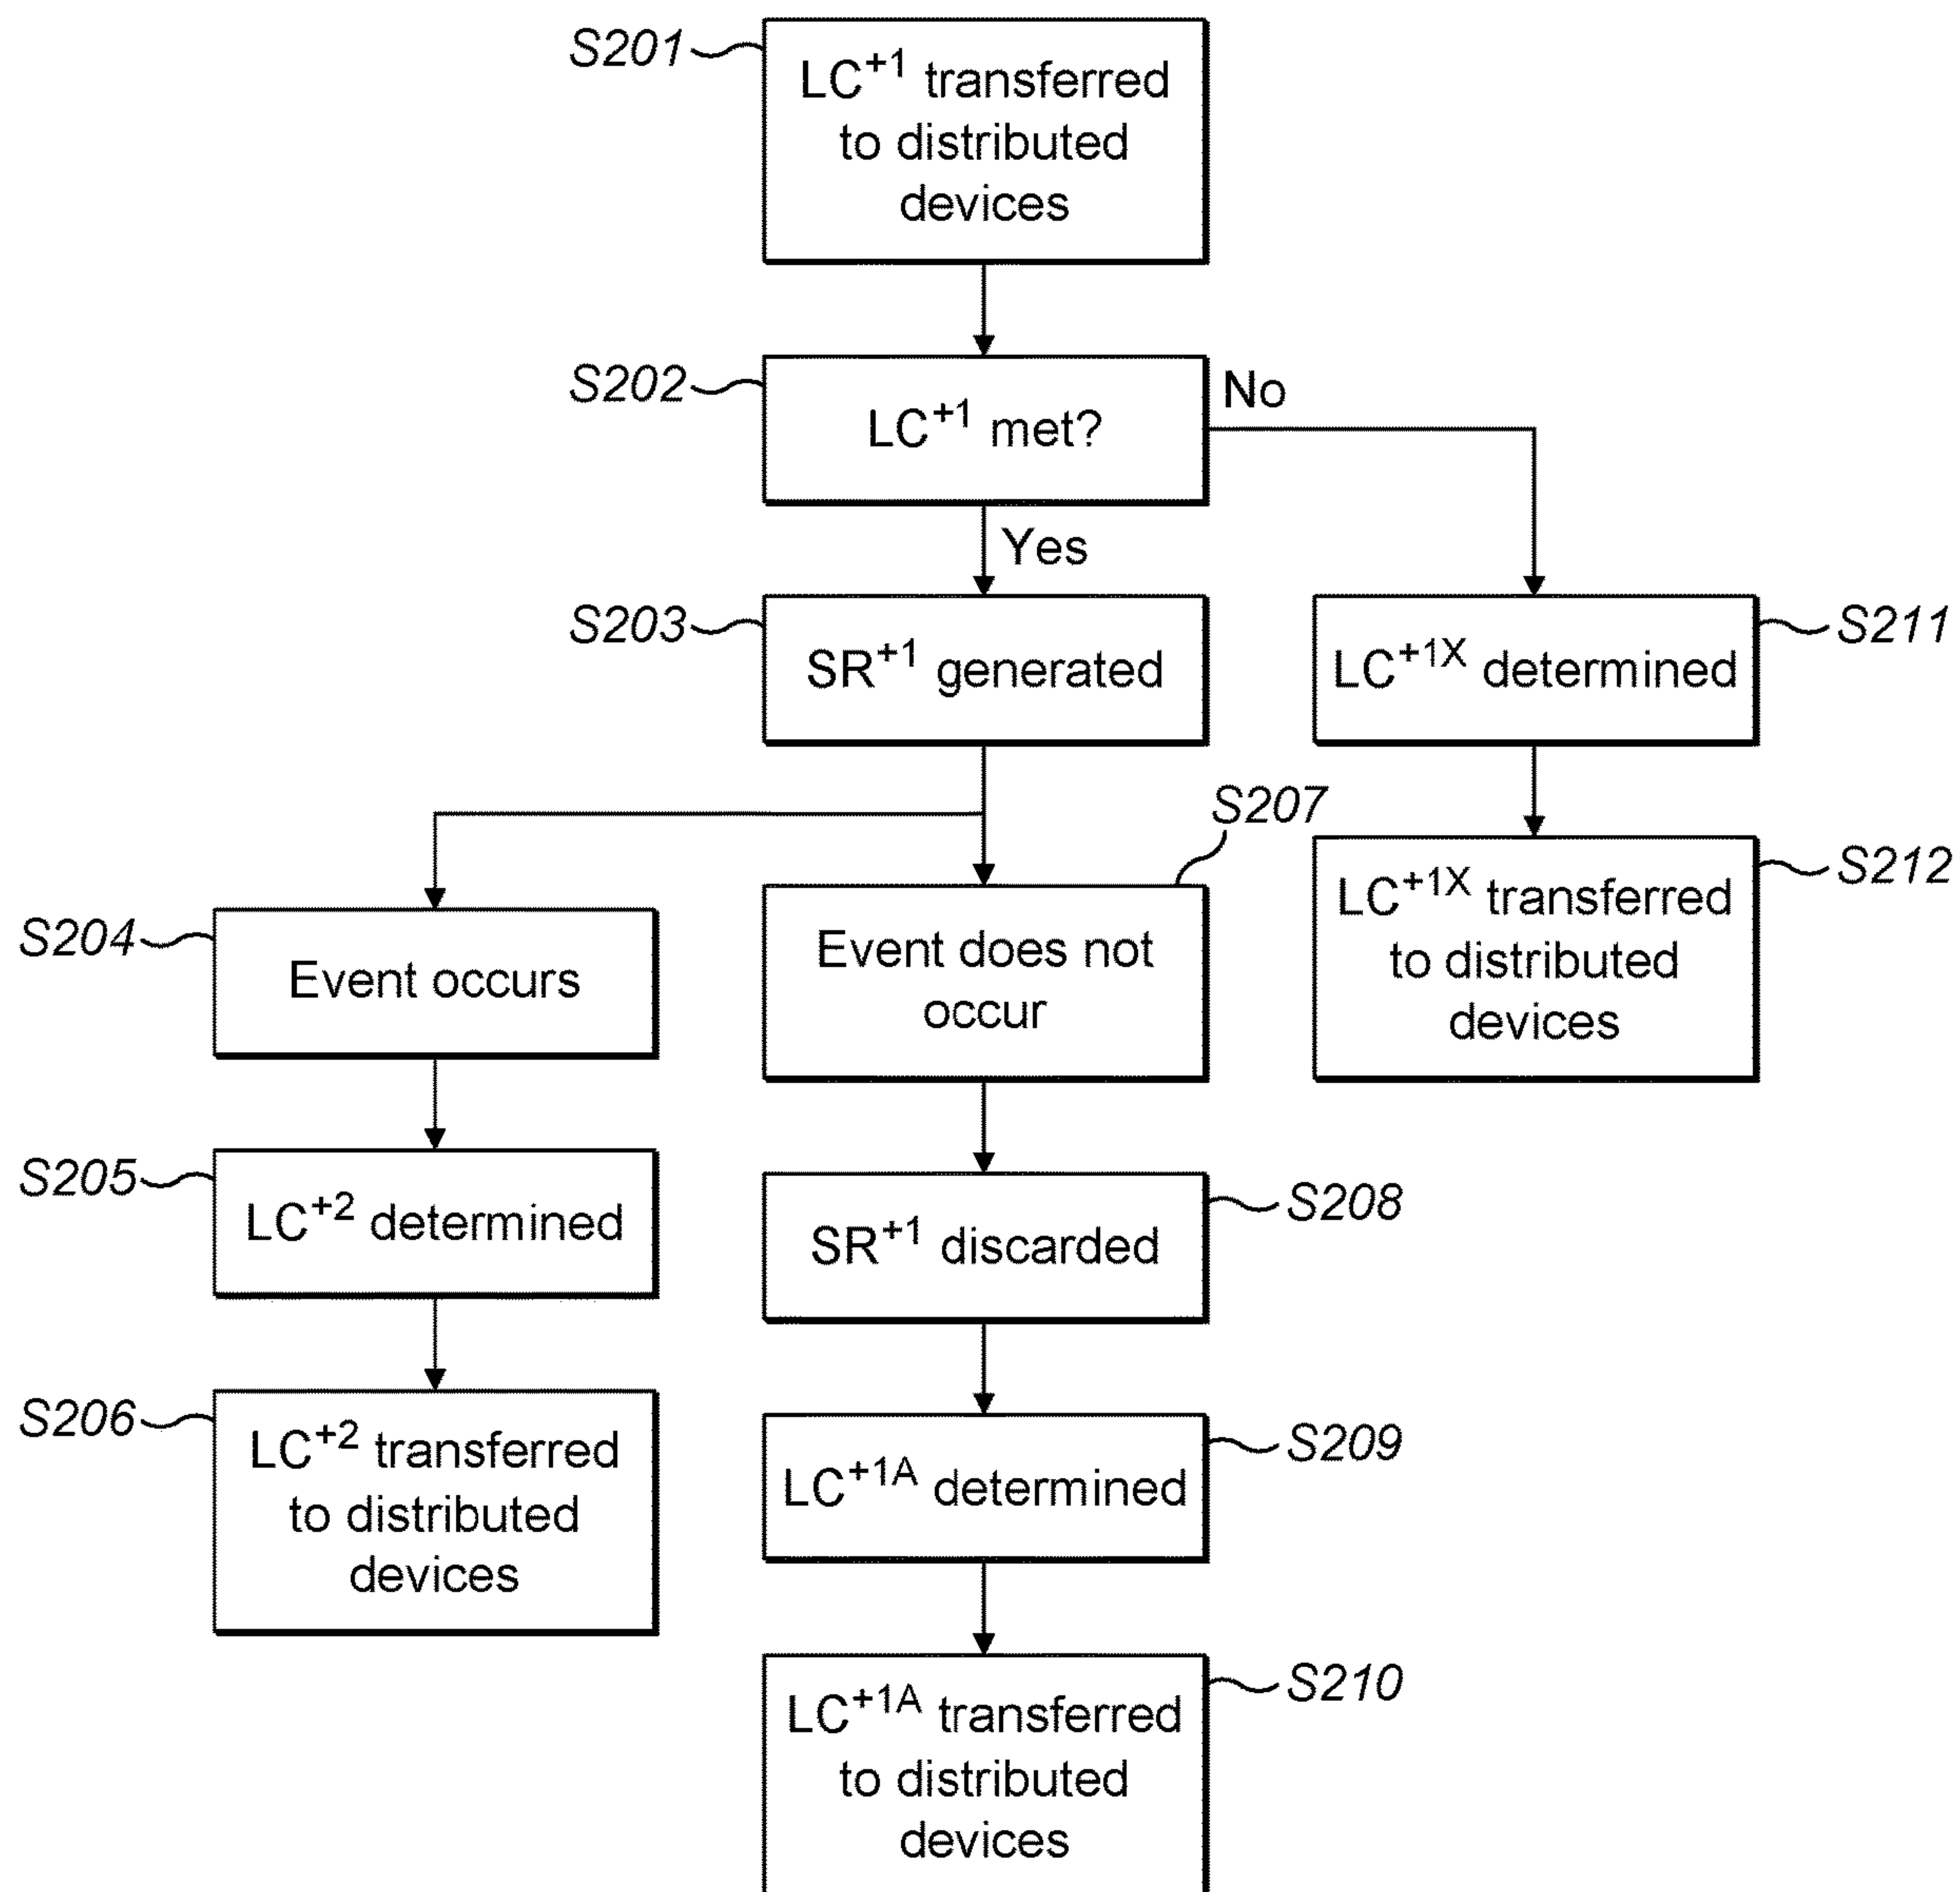 S201
LC⁺¹ transferred
to distributed
devices
S202
LC⁺¹ met?
No
Yes
S203
SR⁺¹ generated
LC⁺¹ˣ determined
S211
S207
S204
Event occurs
Event does not
occur
LC⁺¹ˣ transferred
to distributed
devices
S212
S205
LC⁺² determined
SR⁺¹ discarded
S208
S206
LC⁺² transferred
to distributed
devices
LC⁺¹ᴬ determined
S209
LC⁺¹ᴬ transferred
to distributed
devices
S210